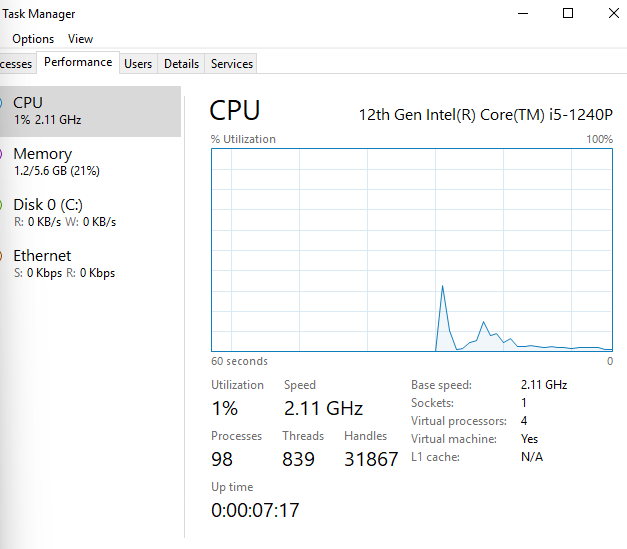 Task Manager
Options View
cesses Performance Users Details Services
CPU
1% 2.11 GHz
Memory
1.2/5.6 GB (21%)
Disk 0 (C:)
R: 0 KB/s W: 0 KB/s
Ethernet
S: 0 Kbps R: 0 Kbps
CPU 12th Gen Intel(R) Core(TM) i5-1240P
% Utilization 100%
60 seconds 0
Utilization Speed
1% 2.11 GHz
Processes Threads Handles
98 839 31867
Up time
0:00:07:17
Base speed: 2.11 GHz
Sockets: 1
Virtual processors: 4
Virtual machine: Yes
L1 cache: N/A